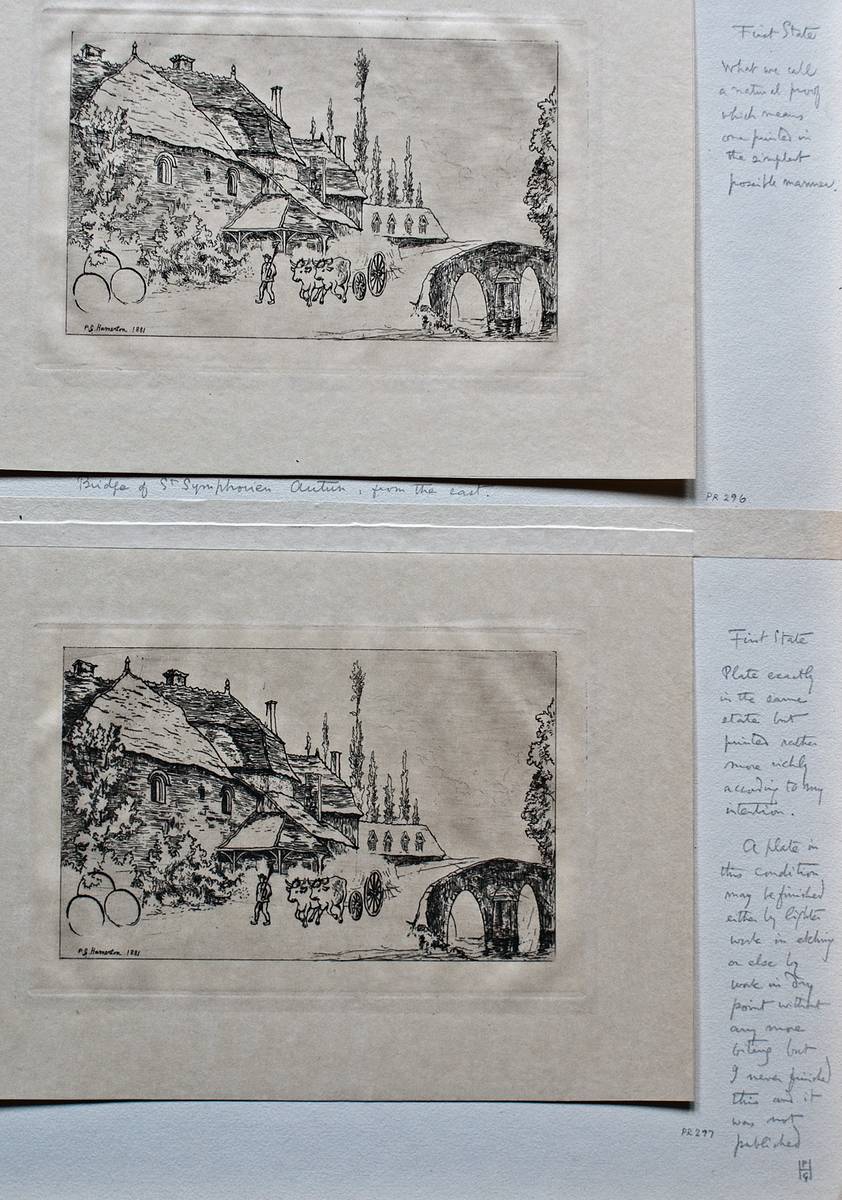 First State
What we call
a natural proof
which means
one printed in
the simplest
possible manner.
P.G. Hamerton 1881
Bridge of St Symphorien Autun, from the east.
PR 296
First State
Plate exactly
in the same
state but
printed rather
more richly
according to my
intention.
A plate in
this condition
may be finished
either by lighter
work in etching
or else by
work in dry
point without
any more
biting but
I never finished
this and it
was not
published
P.G. Hamerton 1881
PR 297
PGH